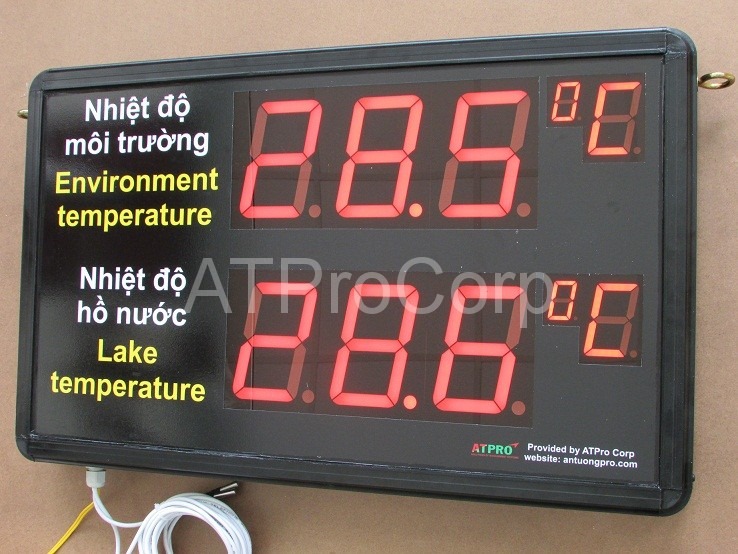 Nhiệt độ
môi trường
Environment
temperature
28.5 °C
Nhiệt độ
hồ nước
Lake
temperature
28.6 °C
ATProCorp
ATPRO
Provided by ATPro Corp
website: antuongpro.com